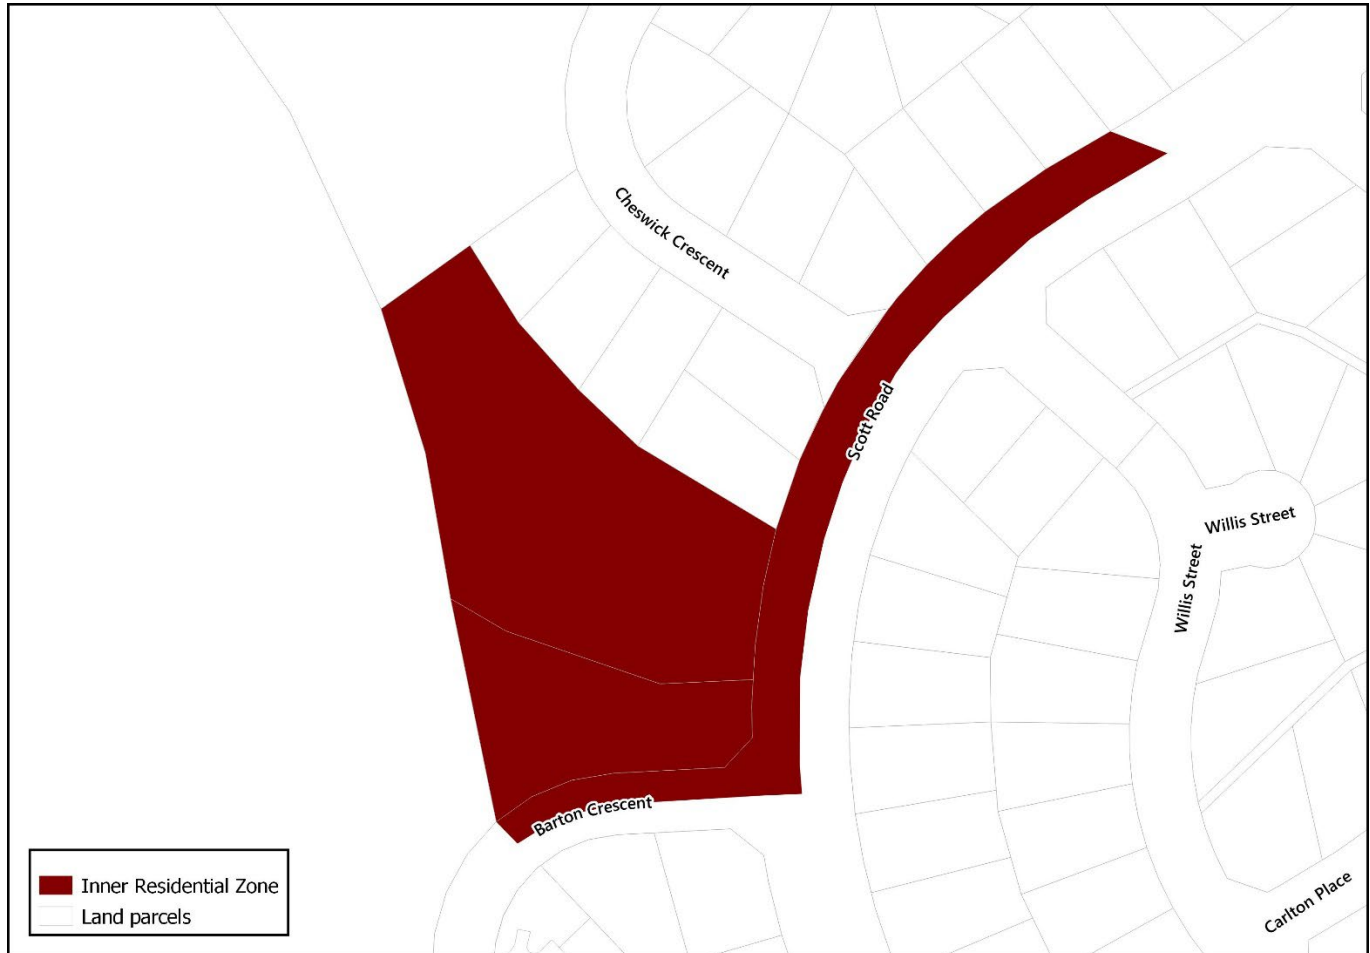 Cheswick Crescent
Scott Road
Willis Street
Willis Street
Barton Crescent
Carlton Place
Inner Residential Zone
Land parcels